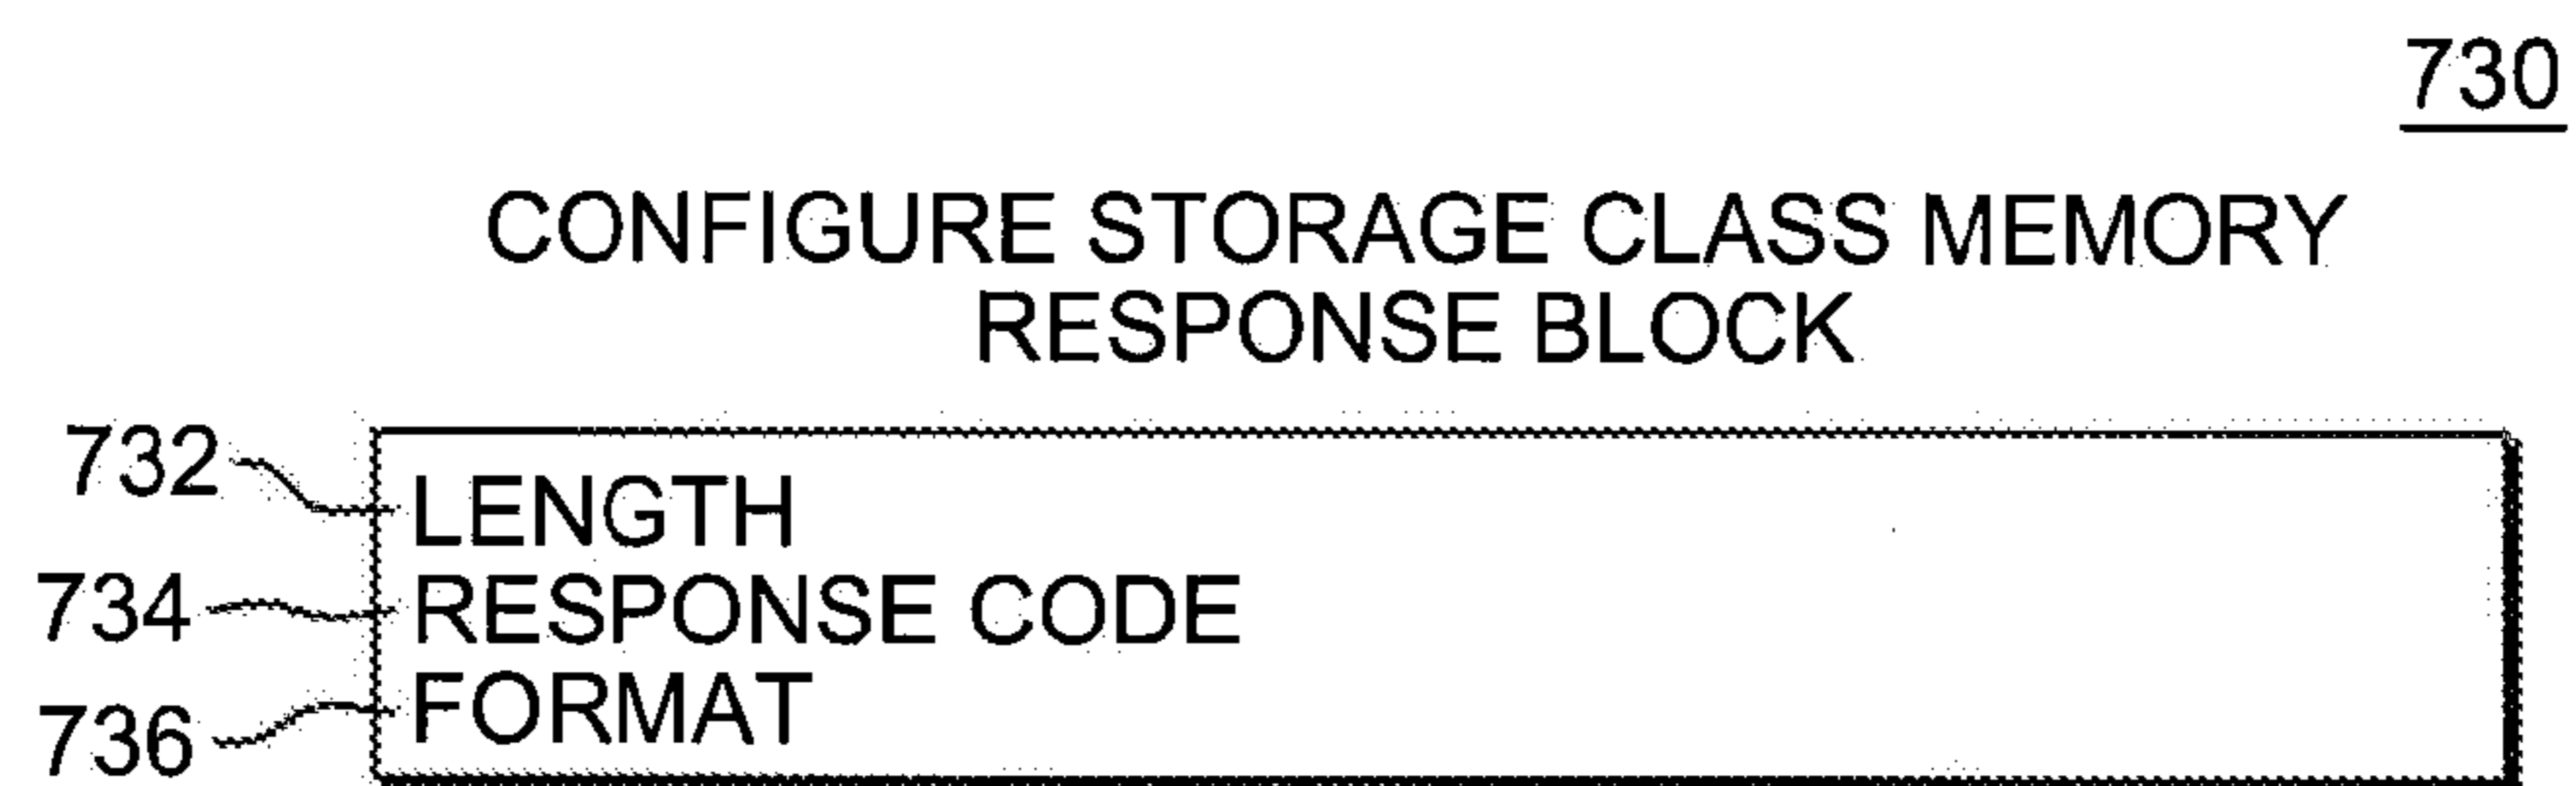 730
CONFIGURE STORAGE CLASS MEMORY
RESPONSE BLOCK
732 LENGTH
734 RESPONSE CODE
736 FORMAT